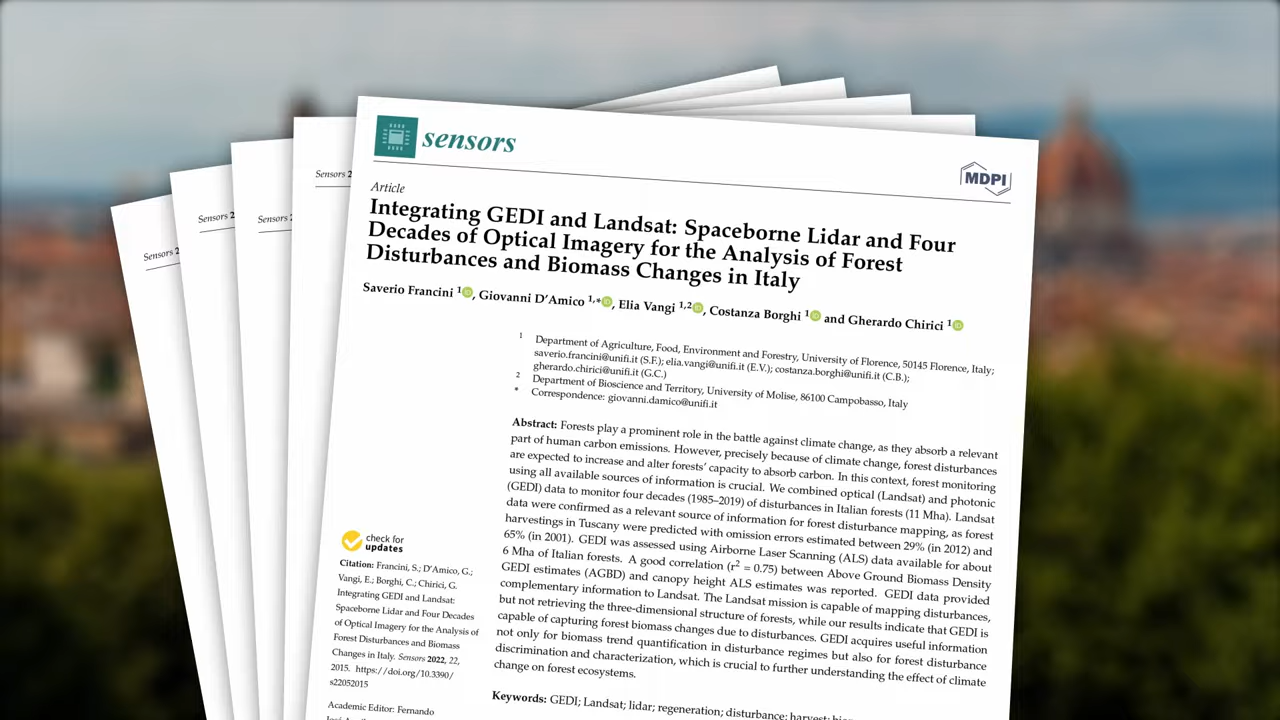 Sensors 2
Sensors 2
Sensors 2
Sensors 2
sensors
MDPI
Article
Integrating GEDI and Landsat: Spaceborne Lidar and Four
Decades of Optical Imagery for the Analysis of Forest
Disturbances and Biomass Changes in Italy
Saverio Francini 1, Giovanni D'Amico 1,*, Elia Vangi 1,2, Costanza Borghi 1 and Gherardo Chirici 1
1 Department of Agriculture, Food, Environment and Forestry, University of Florence, 50145 Florence, Italy;
saverio.francini@unifi.it (S.F.); elia.vangi@unifi.it (E.V.); costanza.borghi@unifi.it (C.B.);
gherardo.chirici@unifi.it (G.C.)
2 Department of Bioscience and Territory, University of Molise, 86100 Campobasso, Italy
* Correspondence: giovanni.damico@unifi.it
Abstract: Forests play a prominent role in the battle against climate change, as they absorb a relevant
part of human carbon emissions. However, precisely because of climate change, forest disturbances
are expected to increase and alter forests' capacity to absorb carbon. In this context, forest monitoring
using all available sources of information is crucial. We combined optical (Landsat) and photonic
(GEDI) data to monitor four decades (1985–2019) of disturbances in Italian forests (11 Mha). Landsat
data were confirmed as a relevant source of information for forest disturbance mapping, as forest
harvestings in Tuscany were predicted with omission errors estimated between 29% (in 2012) and
65% (in 2001). GEDI was assessed using Airborne Laser Scanning (ALS) data available for about
6 Mha of Italian forests. A good correlation (r2 = 0.75) between Above Ground Biomass Density
GEDI estimates (AGBD) and canopy height ALS estimates was reported. GEDI data provided
complementary information to Landsat. The Landsat mission is capable of mapping disturbances,
but not retrieving the three-dimensional structure of forests, while our results indicate that GEDI is
capable of capturing forest biomass changes due to disturbances. GEDI acquires useful information
not only for biomass trend quantification in disturbance regimes but also for forest disturbance
discrimination and characterization, which is crucial to further understanding the effect of climate
change on forest ecosystems.
Keywords: GEDI; Landsat; lidar; regeneration; disturbance; harvest;
check for
updates
Citation: Francini, S.; D'Amico, G.;
Vangi, E.; Borghi, C.; Chirici, G.
Integrating GEDI and Landsat:
Spaceborne Lidar and Four Decades
of Optical Imagery for the Analysis of
Forest Disturbances and Biomass
Changes in Italy. Sensors 2022, 22,
2015. https://doi.org/10.3390/
s22052015
Academic Editor: Fernando